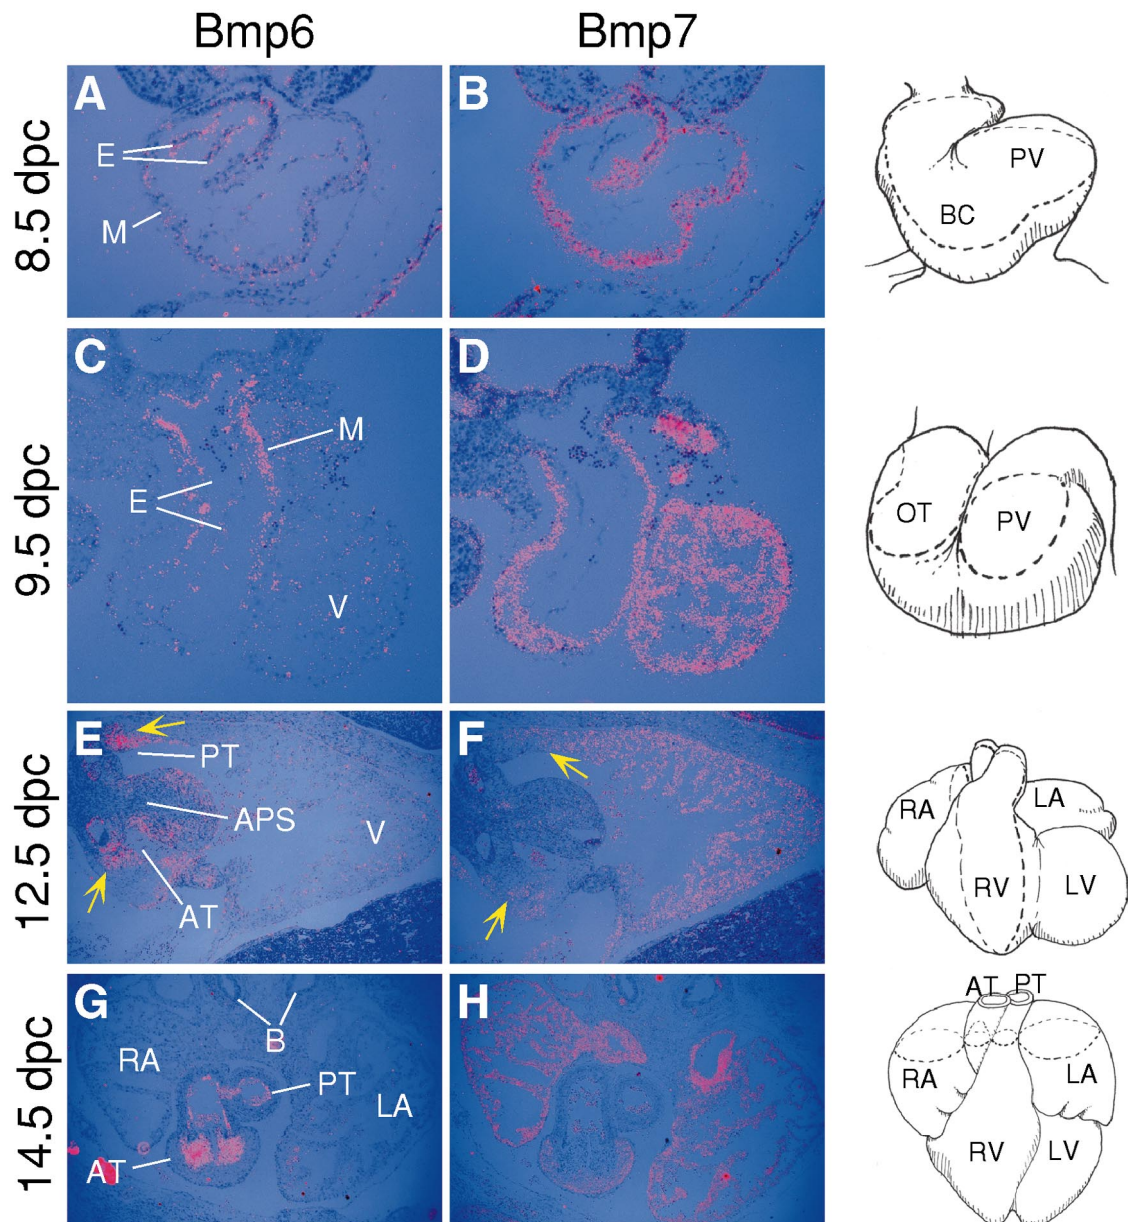 Bmp6 Bmp7
8.5 dpc
A
E
M
B
PV
BC
9.5 dpc
C
M
E
V
D
OT
PV
12.5 dpc
E
PT
APS
V
AT
F
RA
LA
RV
LV
14.5 dpc
G
B
RA
PT
LA
AT
H
AT PT
RA
LA
RV
LV